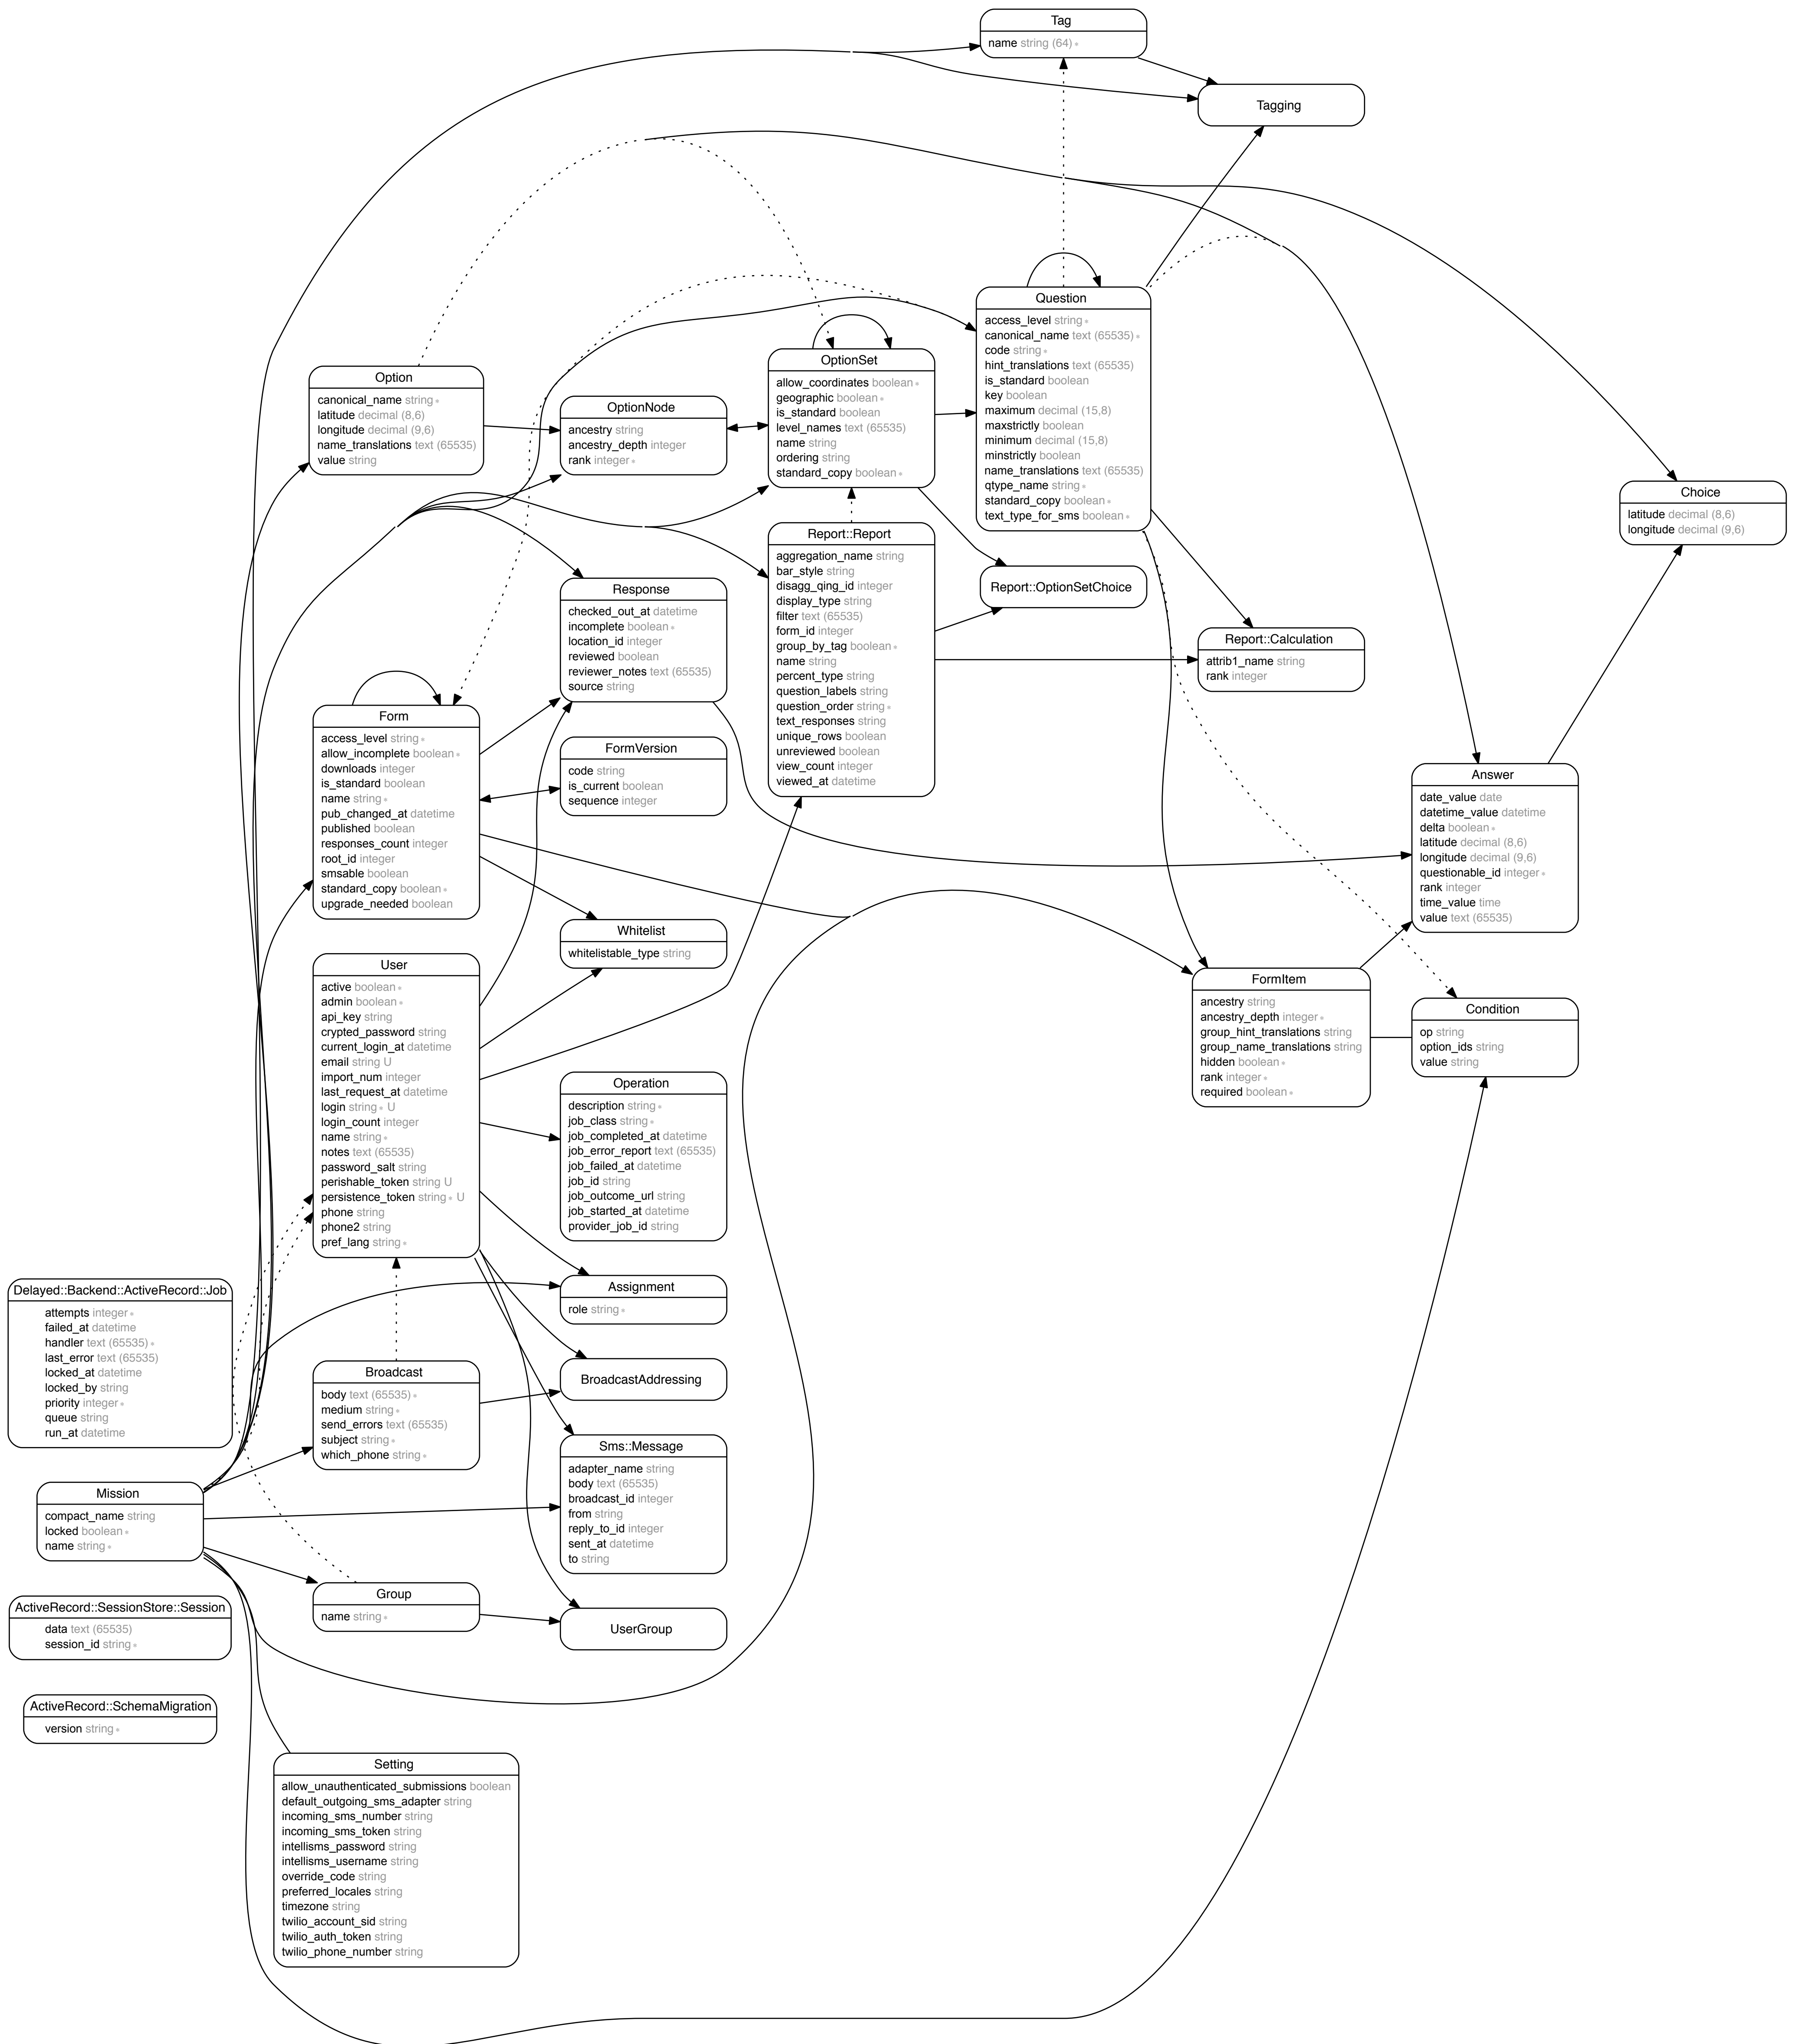 Tag
name string (64)∗
Tagging
Question
access_level string∗
canonical_name text (65535)∗
code string∗
hint_translations text (65535)
is_standard boolean
key boolean
maximum decimal (15,8)
maxstrictly boolean
minimum decimal (15,8)
minstrictly boolean
name_translations text (65535)
qtype_name string∗
standard_copy boolean∗
text_type_for_sms boolean∗
OptionSet
allow_coordinates boolean∗
geographic boolean∗
is_standard boolean
level_names text (65535)
name string
ordering string
standard_copy boolean∗
Option
canonical_name string∗
latitude decimal (8,6)
longitude decimal (9,6)
name_translations text (65535)
value string
OptionNode
ancestry string
ancestry_depth integer
rank integer∗
Choice
latitude decimal (8,6)
longitude decimal (9,6)
Report::Report
aggregation_name string
bar_style string
disagg_qing_id integer
display_type string
filter text (65535)
form_id integer
group_by_tag boolean∗
name string
percent_type string
question_labels string
question_order string∗
text_responses string
unique_rows boolean
unreviewed boolean
view_count integer
viewed_at datetime
Report::OptionSetChoice
Response
checked_out_at datetime
incomplete boolean∗
location_id integer
reviewed boolean
reviewer_notes text (65535)
source string
Report::Calculation
attrib1_name string
rank integer
Form
access_level string∗
allow_incomplete boolean∗
downloads integer
is_standard boolean
name string∗
pub_changed_at datetime
published boolean
responses_count integer
root_id integer
smsable boolean
standard_copy boolean∗
upgrade_needed boolean
FormVersion
code string
is_current boolean
sequence integer
Answer
date_value date
datetime_value datetime
delta boolean∗
latitude decimal (8,6)
longitude decimal (9,6)
questionable_id integer∗
rank integer
time_value time
value text (65535)
Whitelist
whitelistable_type string
User
active boolean∗
admin boolean∗
api_key string
crypted_password string
current_login_at datetime
email string U
import_num integer
last_request_at datetime
login string∗ U
login_count integer
name string∗
notes text (65535)
password_salt string
perishable_token string U
persistence_token string∗ U
phone string
phone2 string
pref_lang string∗
FormItem
ancestry string
ancestry_depth integer∗
group_hint_translations string
group_name_translations string
hidden boolean∗
rank integer∗
required boolean∗
Condition
op string
option_ids string
value string
Operation
description string∗
job_class string∗
job_completed_at datetime
job_error_report text (65535)
job_failed_at datetime
job_id string
job_outcome_url string
job_started_at datetime
provider_job_id string
Assignment
role string∗
Delayed::Backend::ActiveRecord::Job
attempts integer∗
failed_at datetime
handler text (65535)∗
last_error text (65535)
locked_at datetime
locked_by string
priority integer∗
queue string
run_at datetime
Broadcast
body text (65535)∗
medium string∗
send_errors text (65535)
subject string∗
which_phone string∗
BroadcastAddressing
Sms::Message
adapter_name string
body text (65535)
broadcast_id integer
from string
reply_to_id integer
sent_at datetime
to string
Mission
compact_name string
locked boolean∗
name string∗
Group
name string∗
UserGroup
ActiveRecord::SessionStore::Session
data text (65535)
session_id string∗
ActiveRecord::SchemaMigration
version string∗
Setting
allow_unauthenticated_submissions boolean
default_outgoing_sms_adapter string
incoming_sms_number string
incoming_sms_token string
intellisms_password string
intellisms_username string
override_code string
preferred_locales string
timezone string
twilio_account_sid string
twilio_auth_token string
twilio_phone_number string